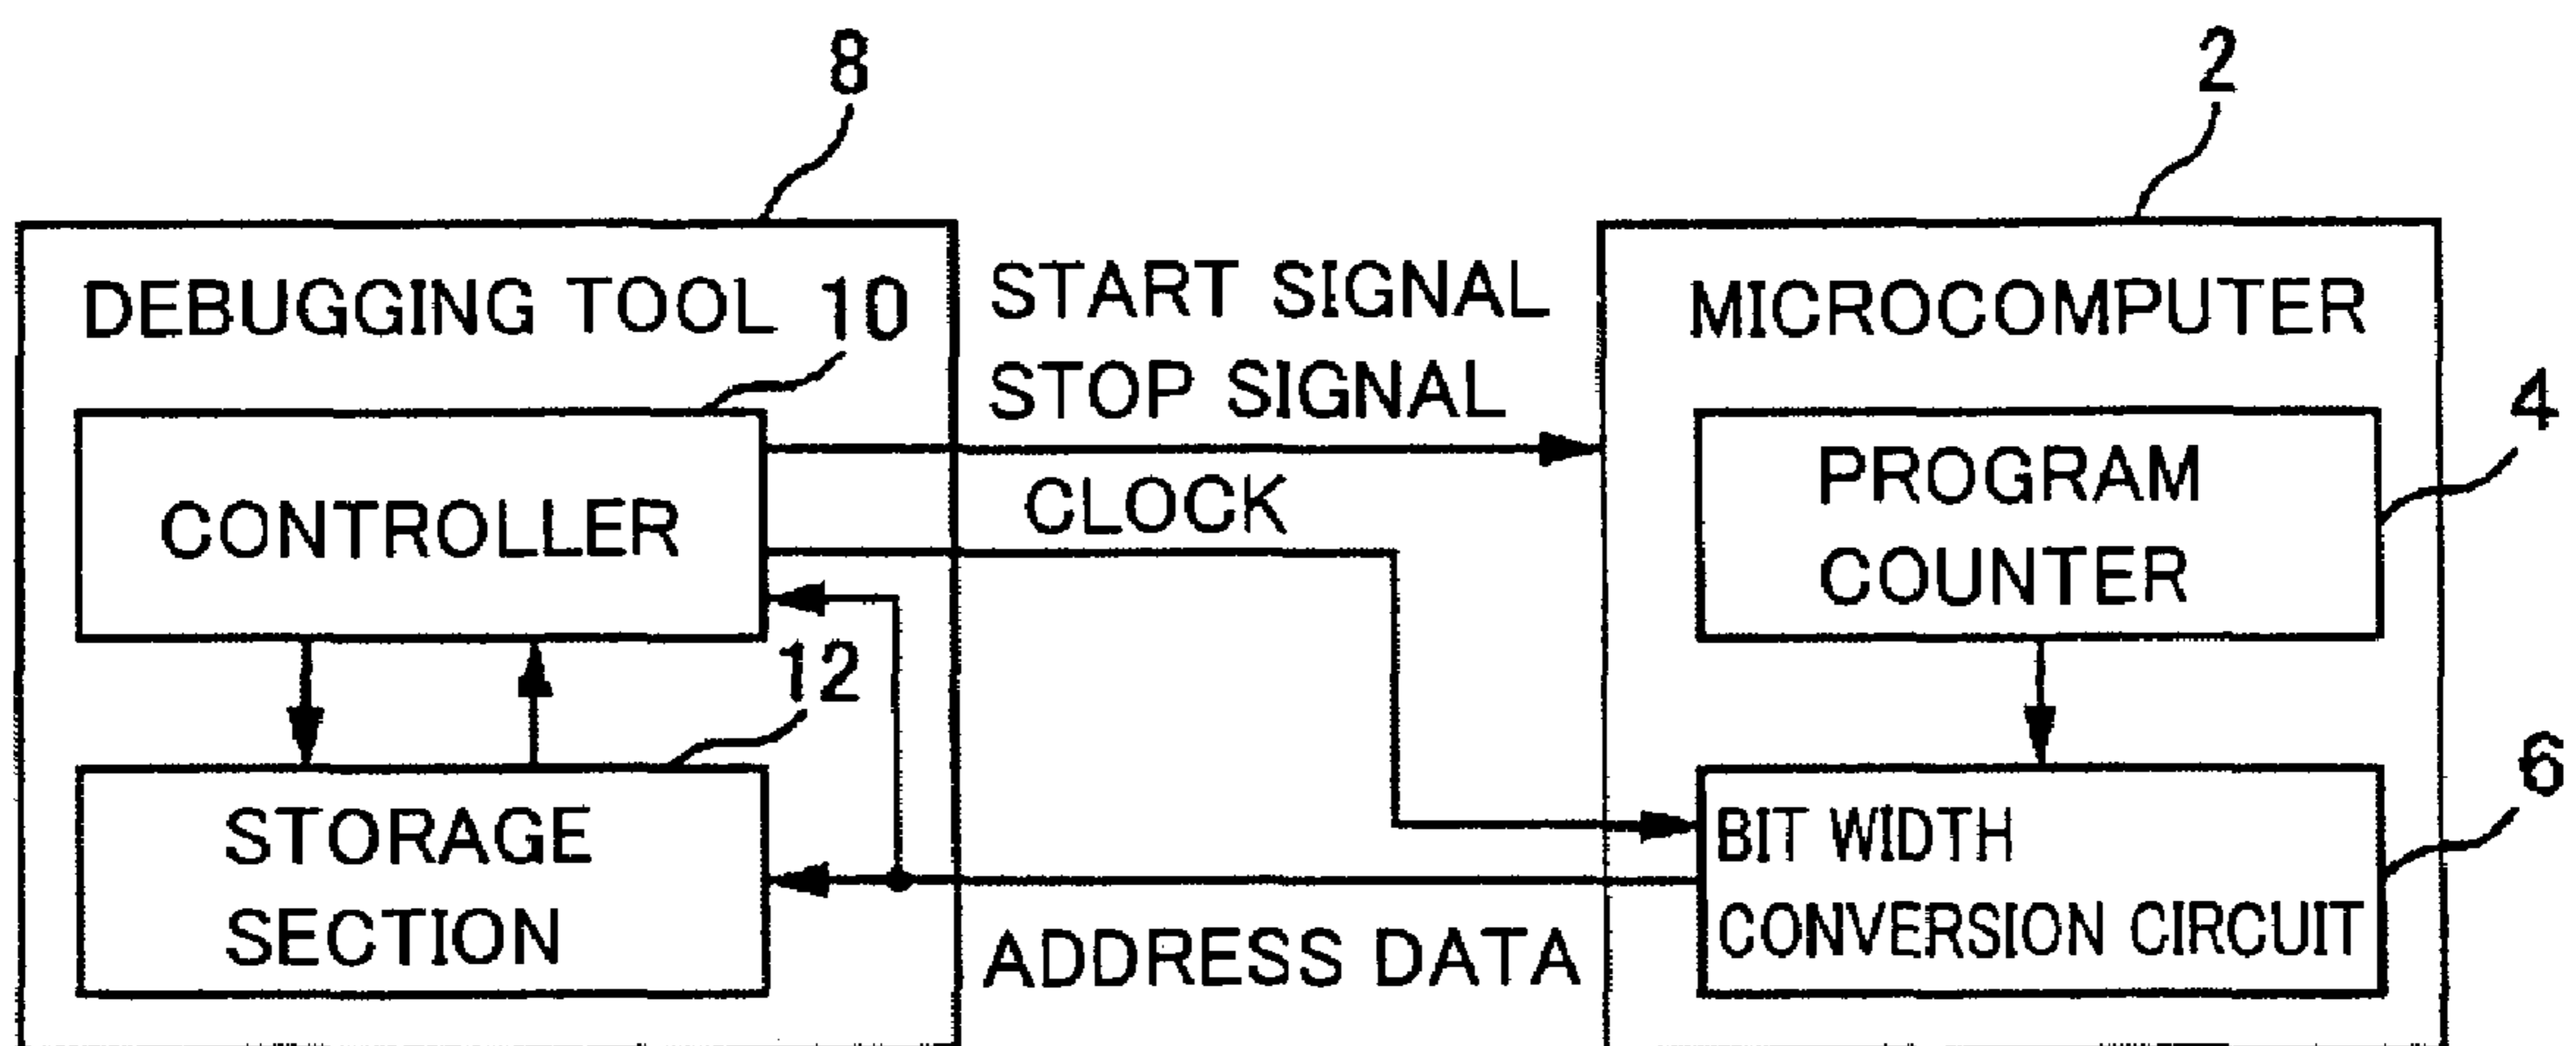 8
2
DEBUGGING TOOL
10
START SIGNAL
STOP SIGNAL
MICROCOMPUTER
4
CONTROLLER
CLOCK
PROGRAM
COUNTER
12
6
STORAGE
SECTION
BIT WIDTH
CONVERSION CIRCUIT
ADDRESS DATA